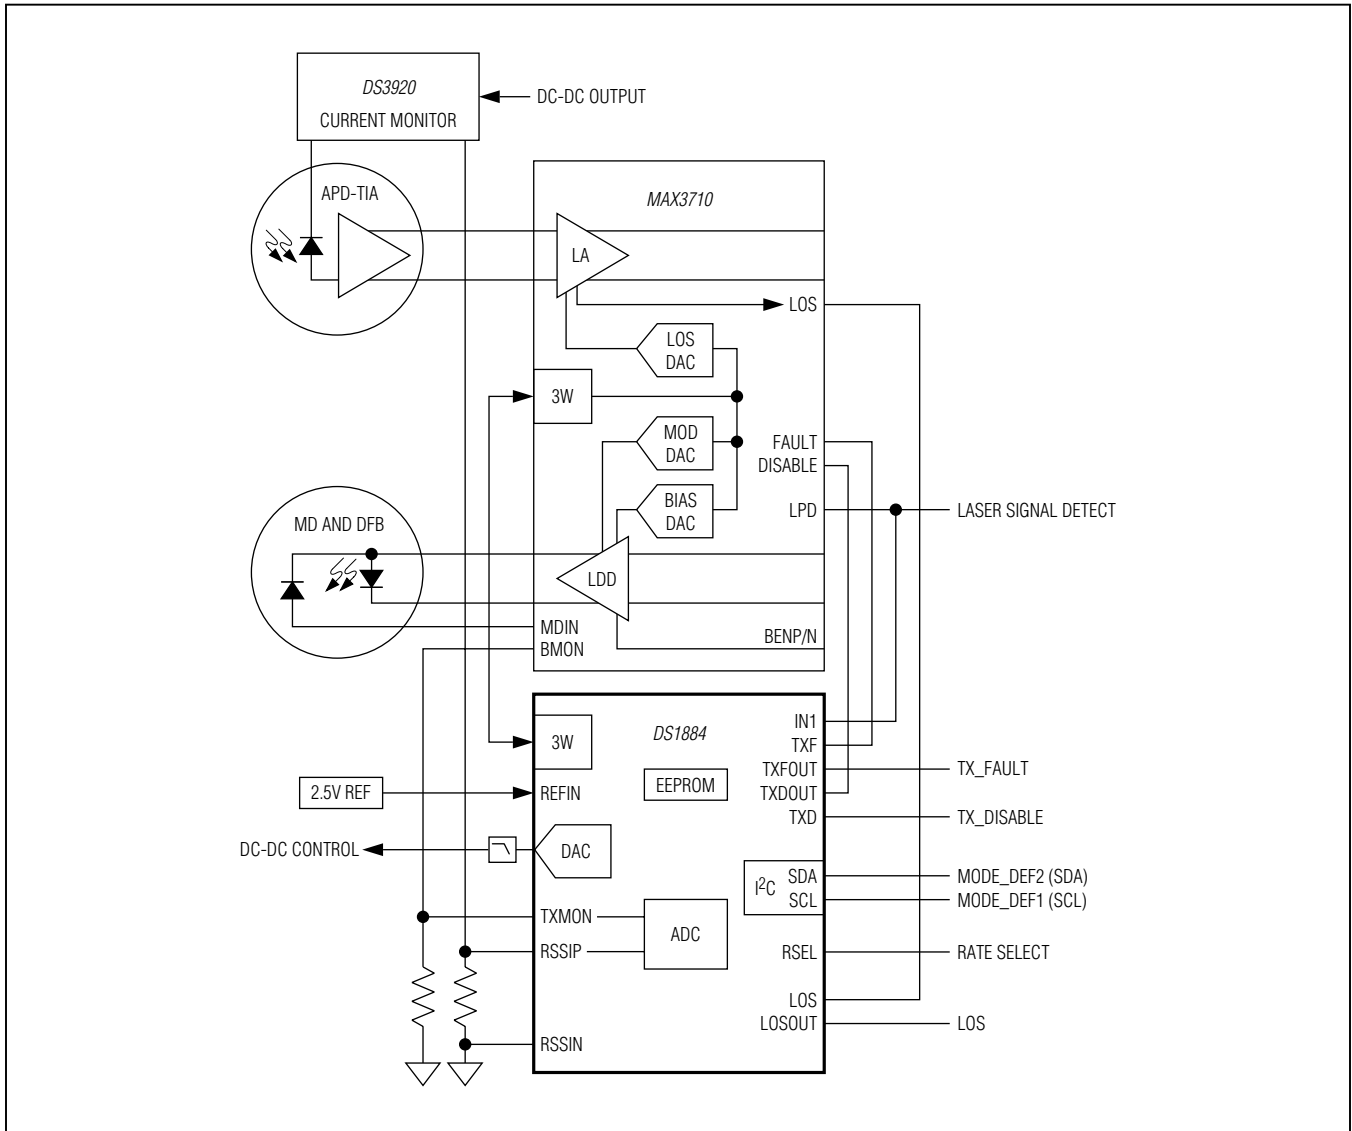 DS3920
CURRENT MONITOR
DC-DC OUTPUT
APD-TIA
MAX3710
LA
LOS
LOS
DAC
3W
MOD
DAC
FAULT
DISABLE
BIAS
DAC
LPD
LASER SIGNAL DETECT
MD AND DFB
LDD
MDIN
BMON
BENP/N
DS1884
3W
IN1
TXF
EEPROM
TXFOUT
TX_FAULT
2.5V REF
REFIN
TXDOUT
TXD
TX_DISABLE
DC-DC CONTROL
DAC
I²C
SDA
MODE_DEF2 (SDA)
SCL
MODE_DEF1 (SCL)
TXMON
ADC
RSSIP
RSEL
RATE SELECT
LOS
LOSOUT
LOS
RSSIN